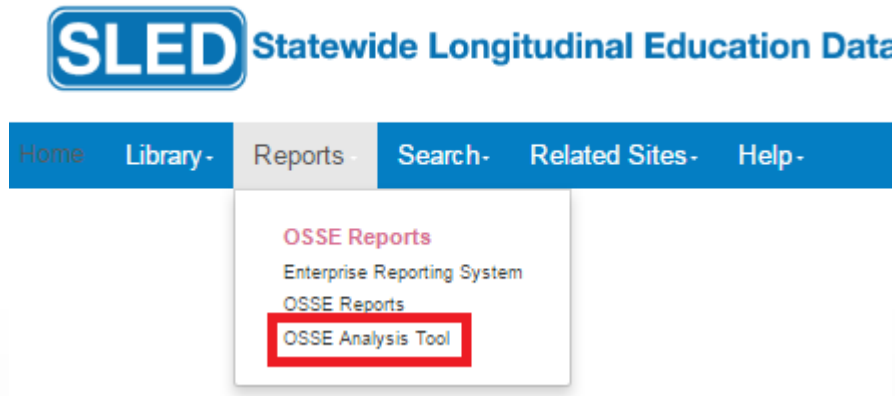 SLED Statewide Longitudinal Education Data
Home Library Reports Search Related Sites Help
OSSE Reports
Enterprise Reporting System
OSSE Reports
OSSE Analysis Tool